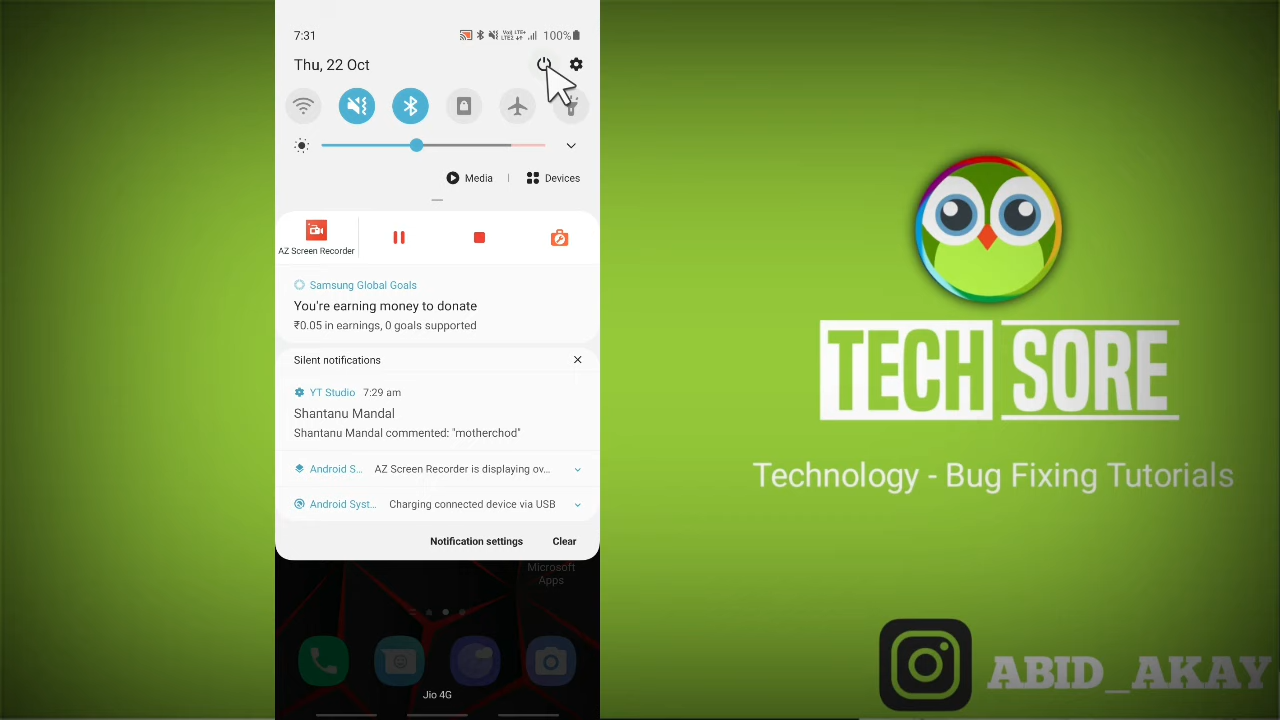 7:31
100%
Thu, 22 Oct
Media
Devices
AZ Screen Recorder
Samsung Global Goals
You're earning money to donate
₹0.05 in earnings, 0 goals supported
Silent notifications
YT Studio 7:29 am
Shantanu Mandal
Shantanu Mandal commented: "motherchod"
Android S... AZ Screen Recorder is displaying ov...
Android Syst... Charging connected device via USB
Notification settings Clear
Microsoft
Apps
Jio 4G
TECH SORE
Technology - Bug Fixing Tutorials
ABID_AKAY